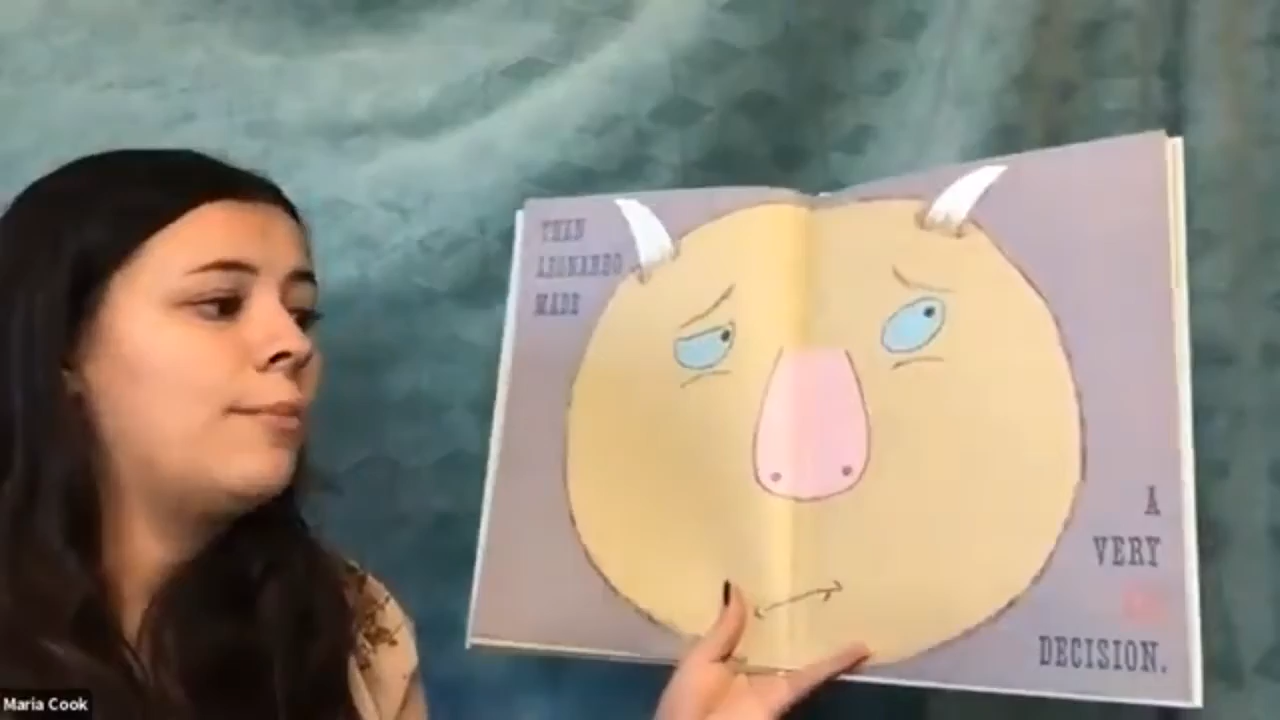 THEN
LEONARDO
MADE
A
VERY
DECISION.
Maria Cook